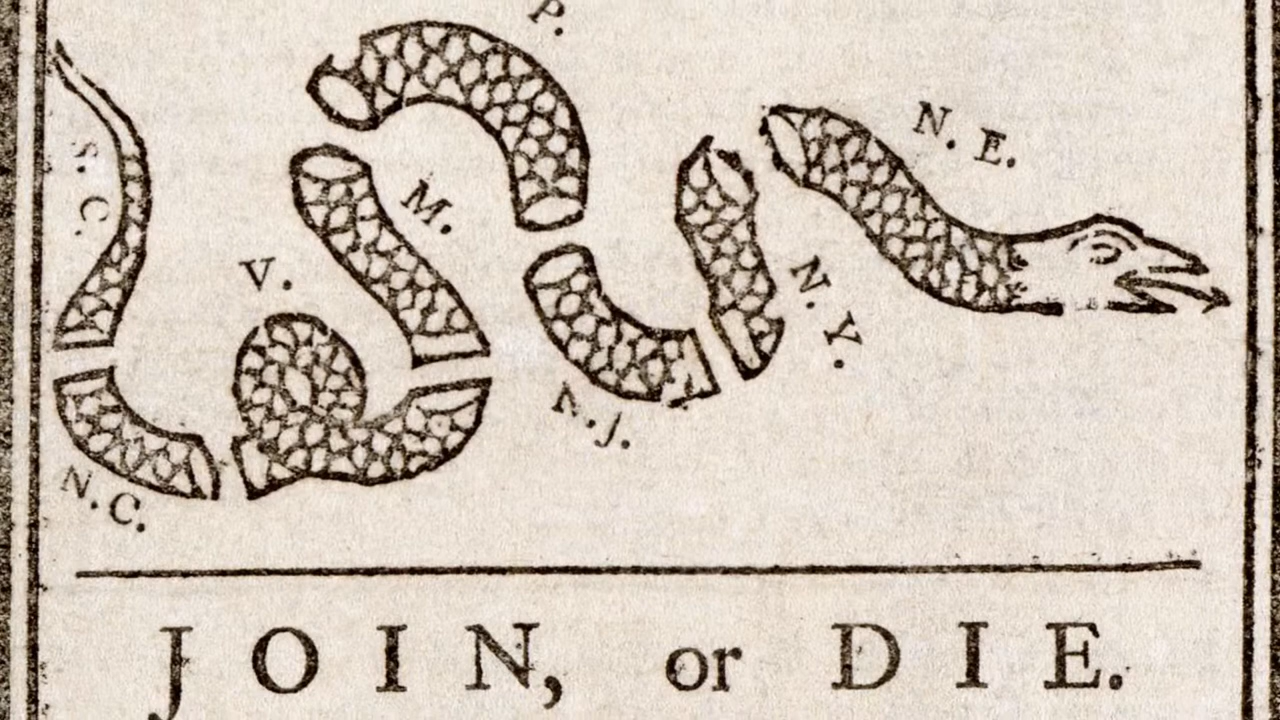 P.
N. E.
S. C.
M.
V.
N. Y.
N. J.
N. C.
JOIN, or DIE.